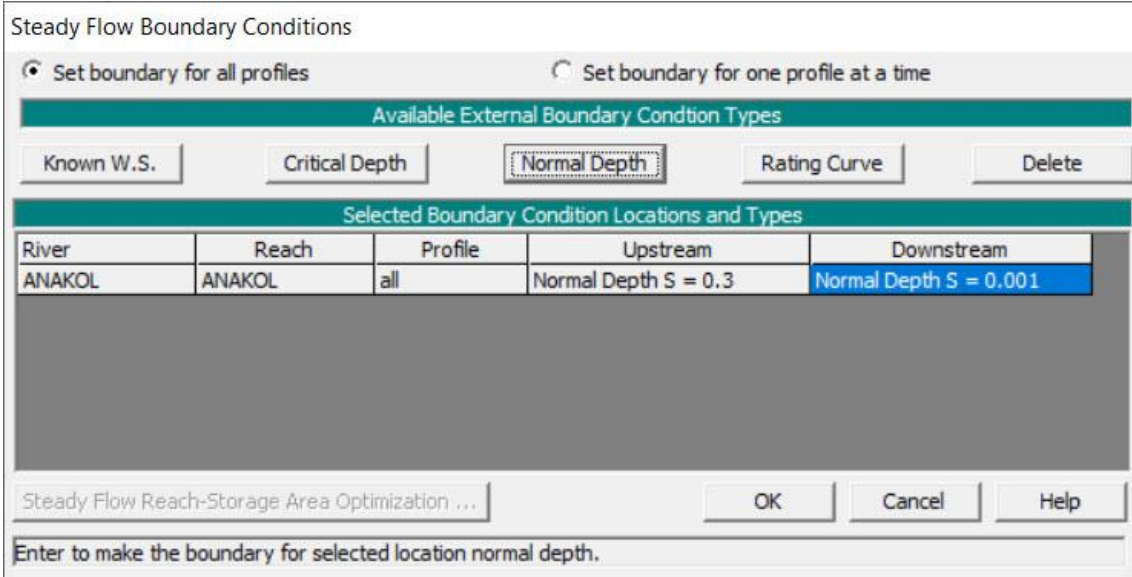 Steady Flow Boundary Conditions
Set boundary for all profiles Set boundary for one profile at a time
Available External Boundary Condtion Types
Known W.S. Critical Depth Normal Depth Rating Curve Delete
Selected Boundary Condition Locations and Types
River Reach Profile Upstream Downstream
ANAKOL ANAKOL all Normal Depth S = 0.3 Normal Depth S = 0.001
Steady Flow Reach-Storage Area Optimization ... OK Cancel Help
Enter to make the boundary for selected location normal depth.